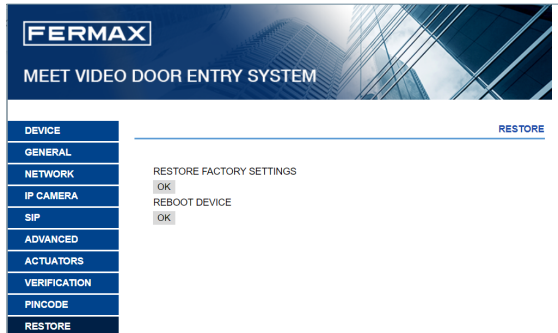 FERMAX
MEET VIDEO DOOR ENTRY SYSTEM
DEVICE
GENERAL
NETWORK
IP CAMERA
SIP
ADVANCED
ACTUATORS
VERIFICATION
PINCODE
RESTORE
RESTORE
RESTORE FACTORY SETTINGS
OK
REBOOT DEVICE
OK